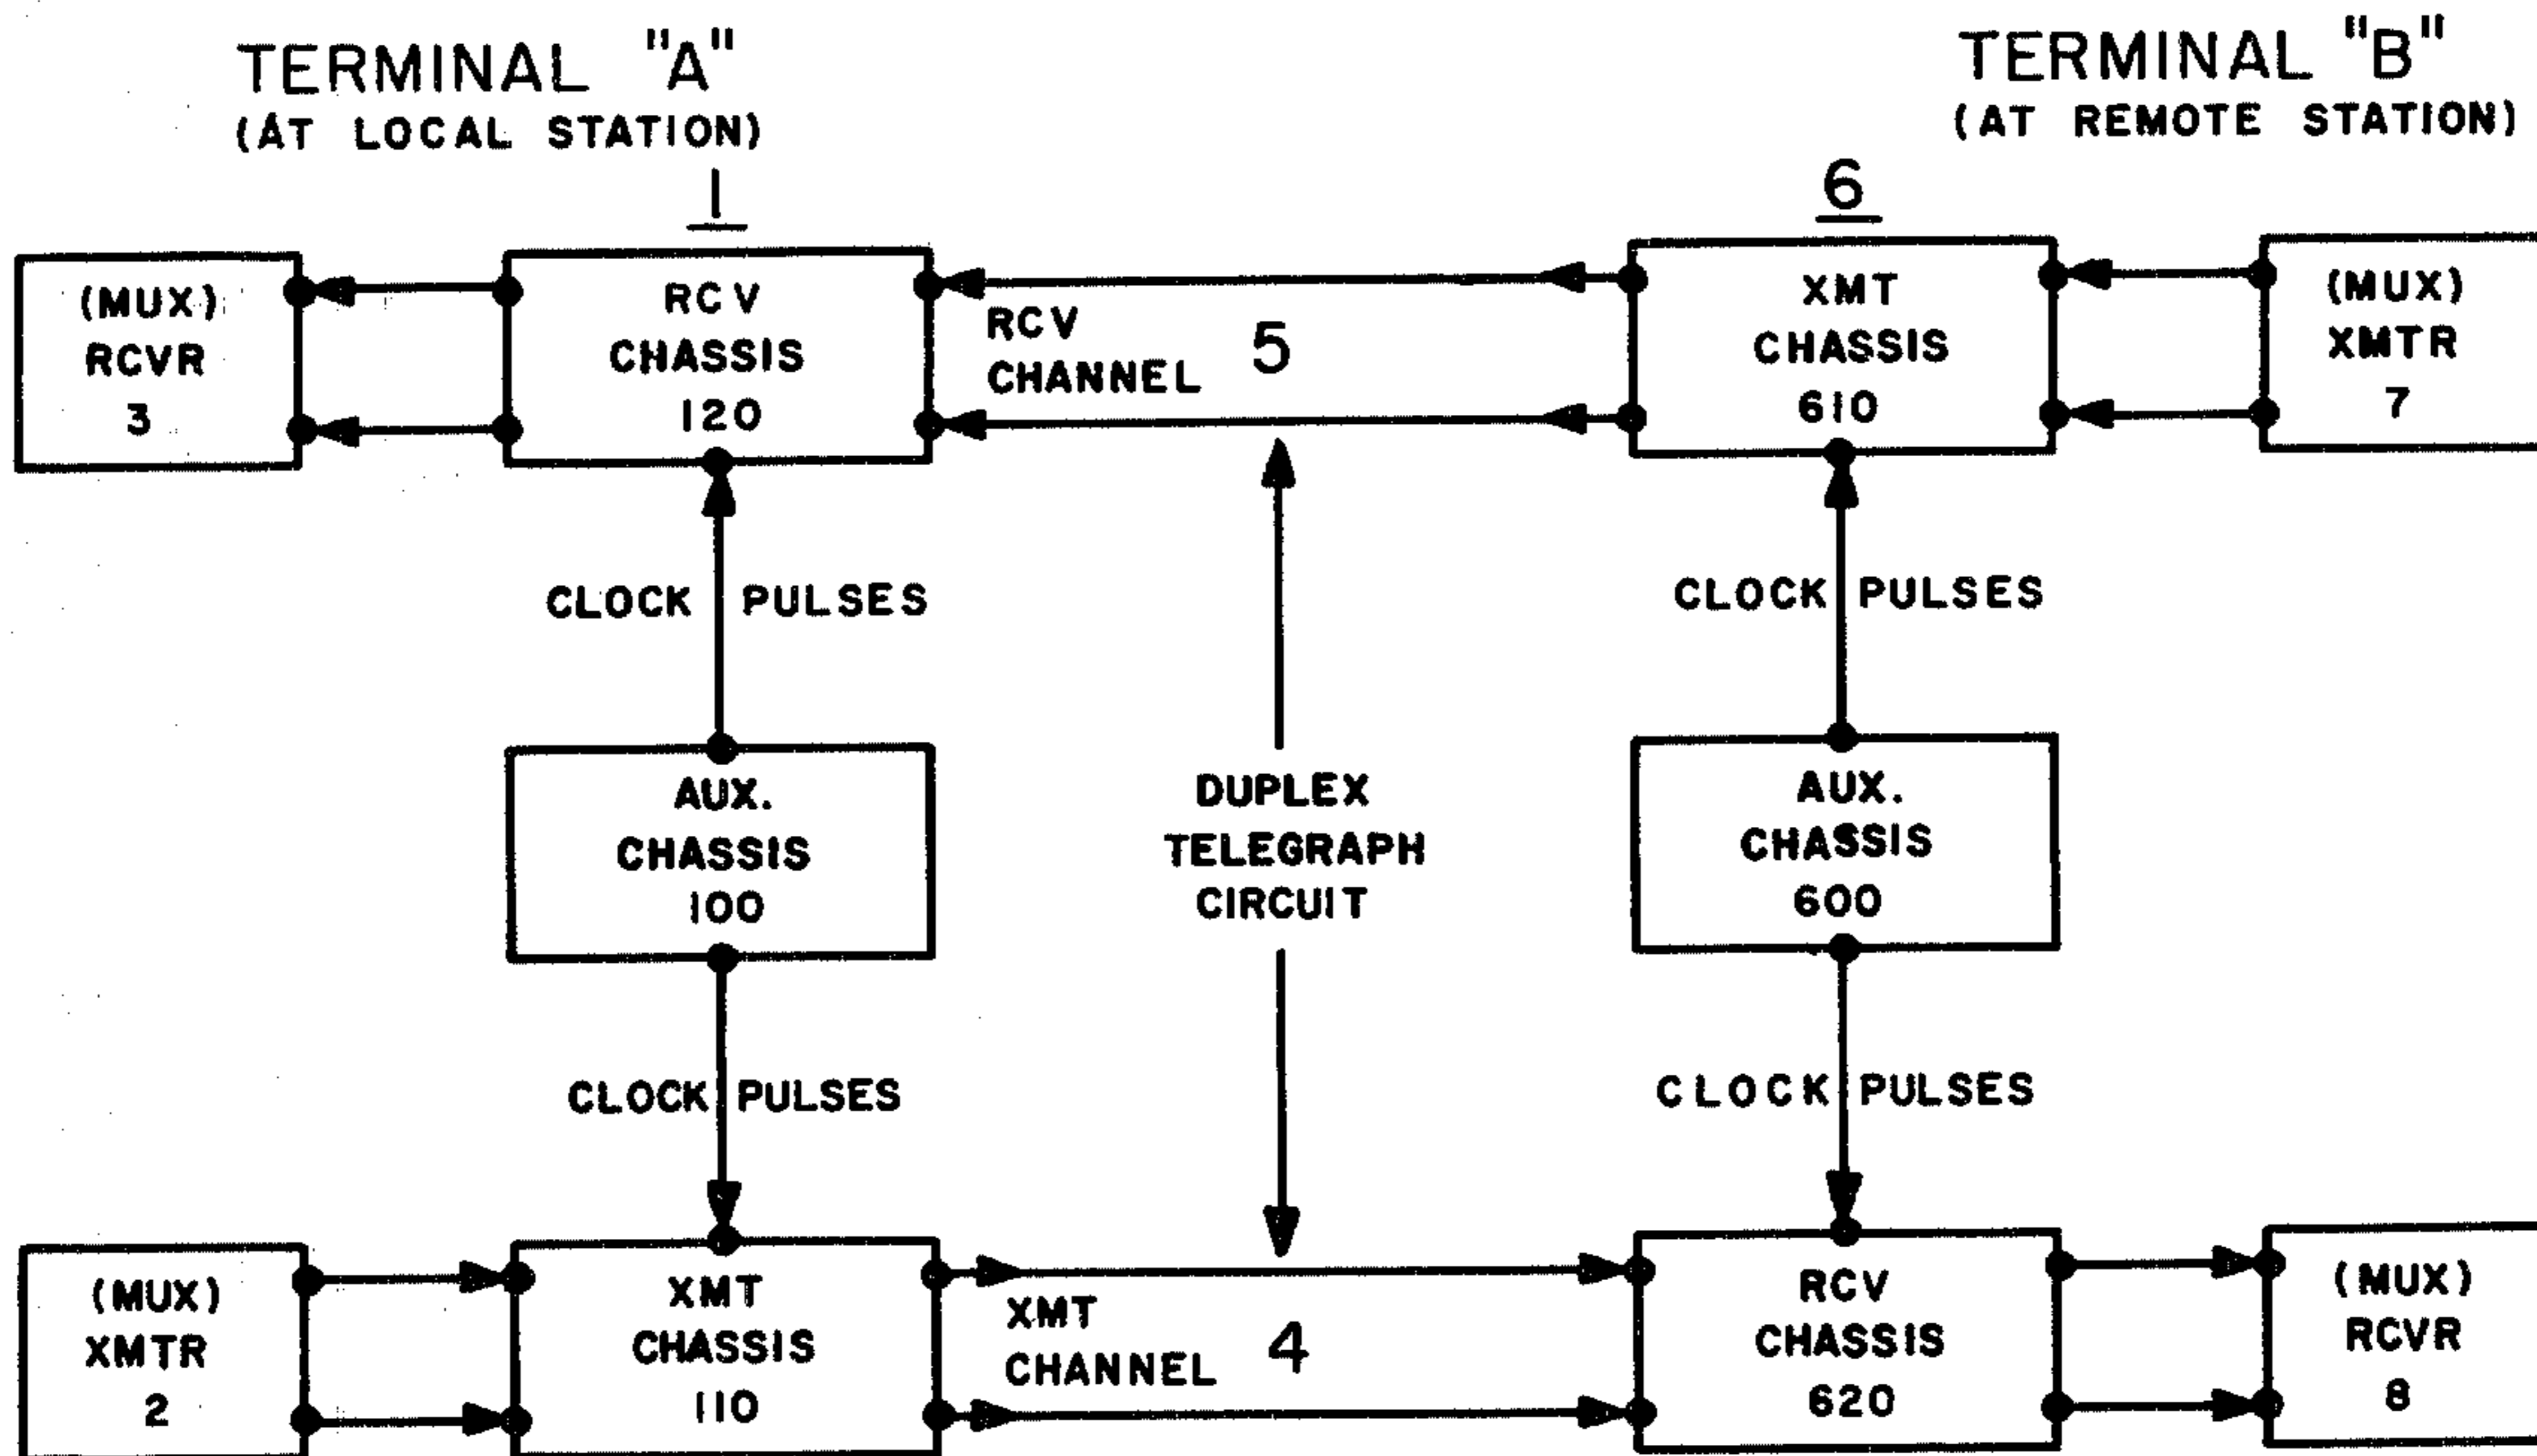 TERMINAL "A"
(AT LOCAL STATION)
TERMINAL "B"
(AT REMOTE STATION)
1
6
(MUX)
RCVR
3
RCV
CHASSIS
120
RCV
CHANNEL
5
XMT
CHASSIS
610
(MUX)
XMTR
7
CLOCK PULSES
CLOCK PULSES
AUX.
CHASSIS
100
DUPLEX
TELEGRAPH
CIRCUIT
AUX.
CHASSIS
600
CLOCK PULSES
CLOCK PULSES
(MUX)
XMTR
2
XMT
CHASSIS
110
XMT
CHANNEL
4
RCV
CHASSIS
620
(MUX)
RCVR
8